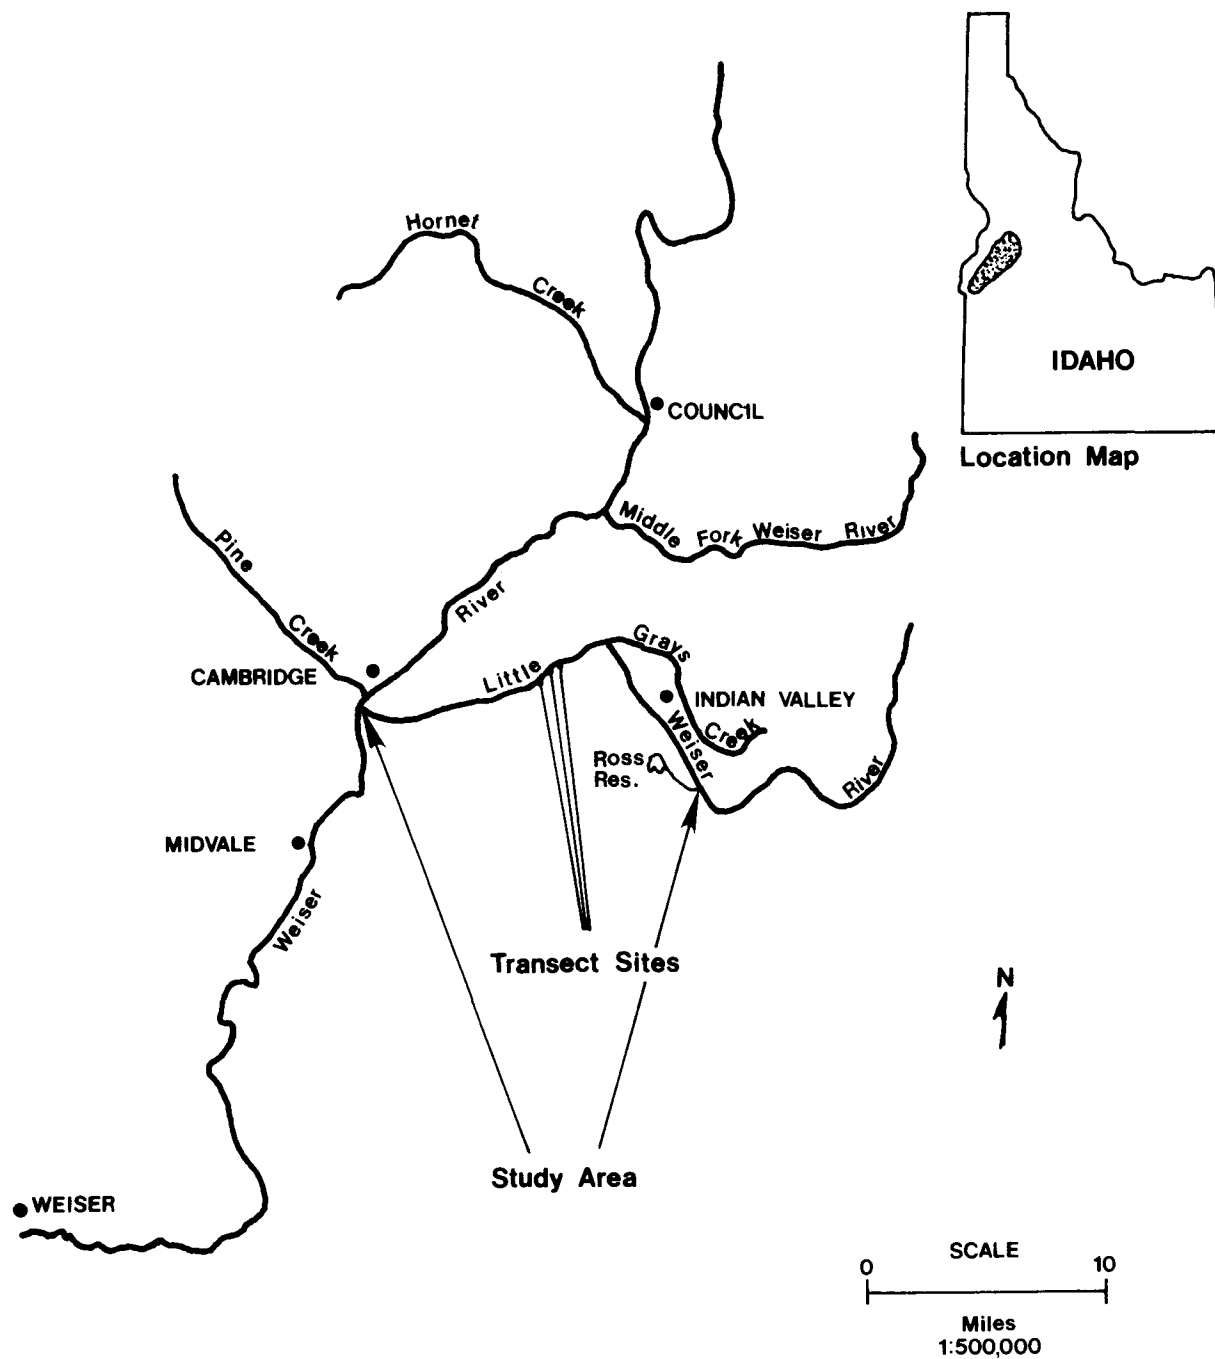 Hornet
Creek
IDAHO
COUNCIL
Location Map
Middle Fork Weiser River
Pine
Creek
River
Grays
CAMBRIDGE
Little
INDIAN VALLEY
Weiser
Creek
Ross
Res.
River
MIDVALE
Weiser
Transect Sites
N
Study Area
WEISER
SCALE
0 10
Miles
1:500,000